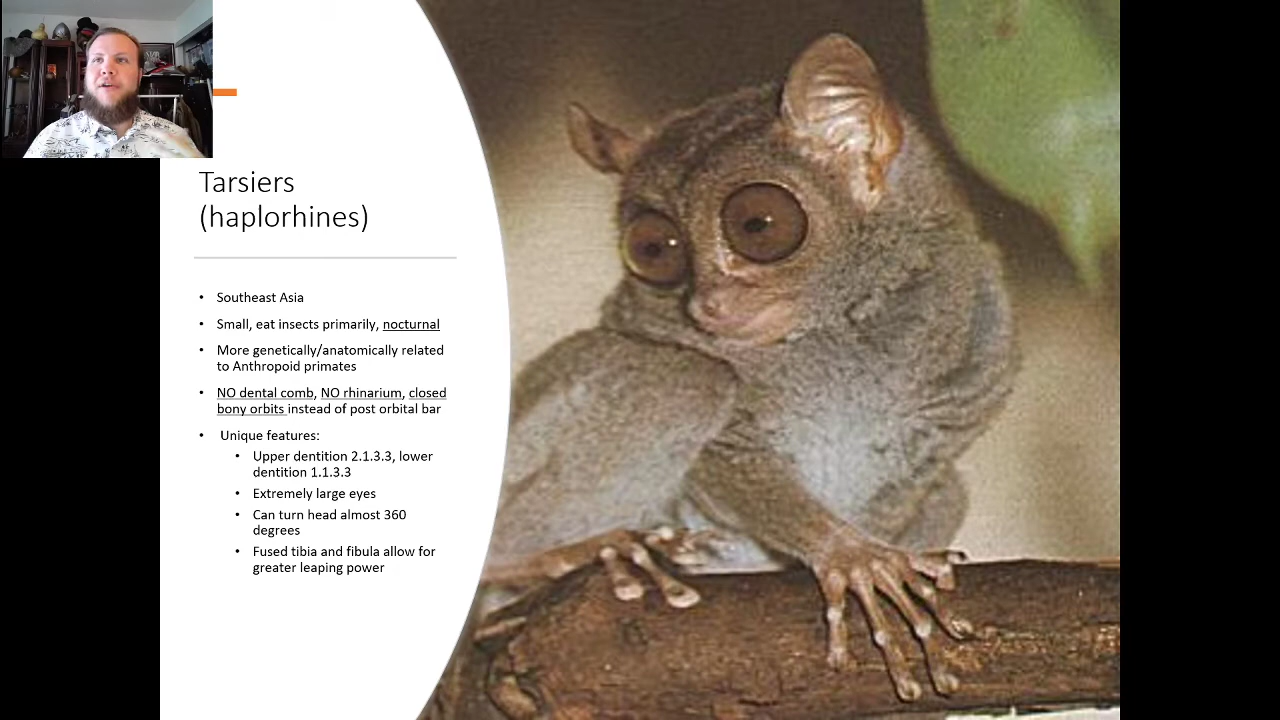 Tarsiers
(haplorhines)
• Southeast Asia
• Small, eat insects primarily, nocturnal
• More genetically/anatomically related
to Anthropoid primates
• NO dental comb, NO rhinarium, closed
bony orbits instead of post orbital bar
• Unique features:
• Upper dentition 2.1.3.3, lower
dentition 1.1.3.3
• Extremely large eyes
• Can turn head almost 360
degrees
• Fused tibia and fibula allow for
greater leaping power